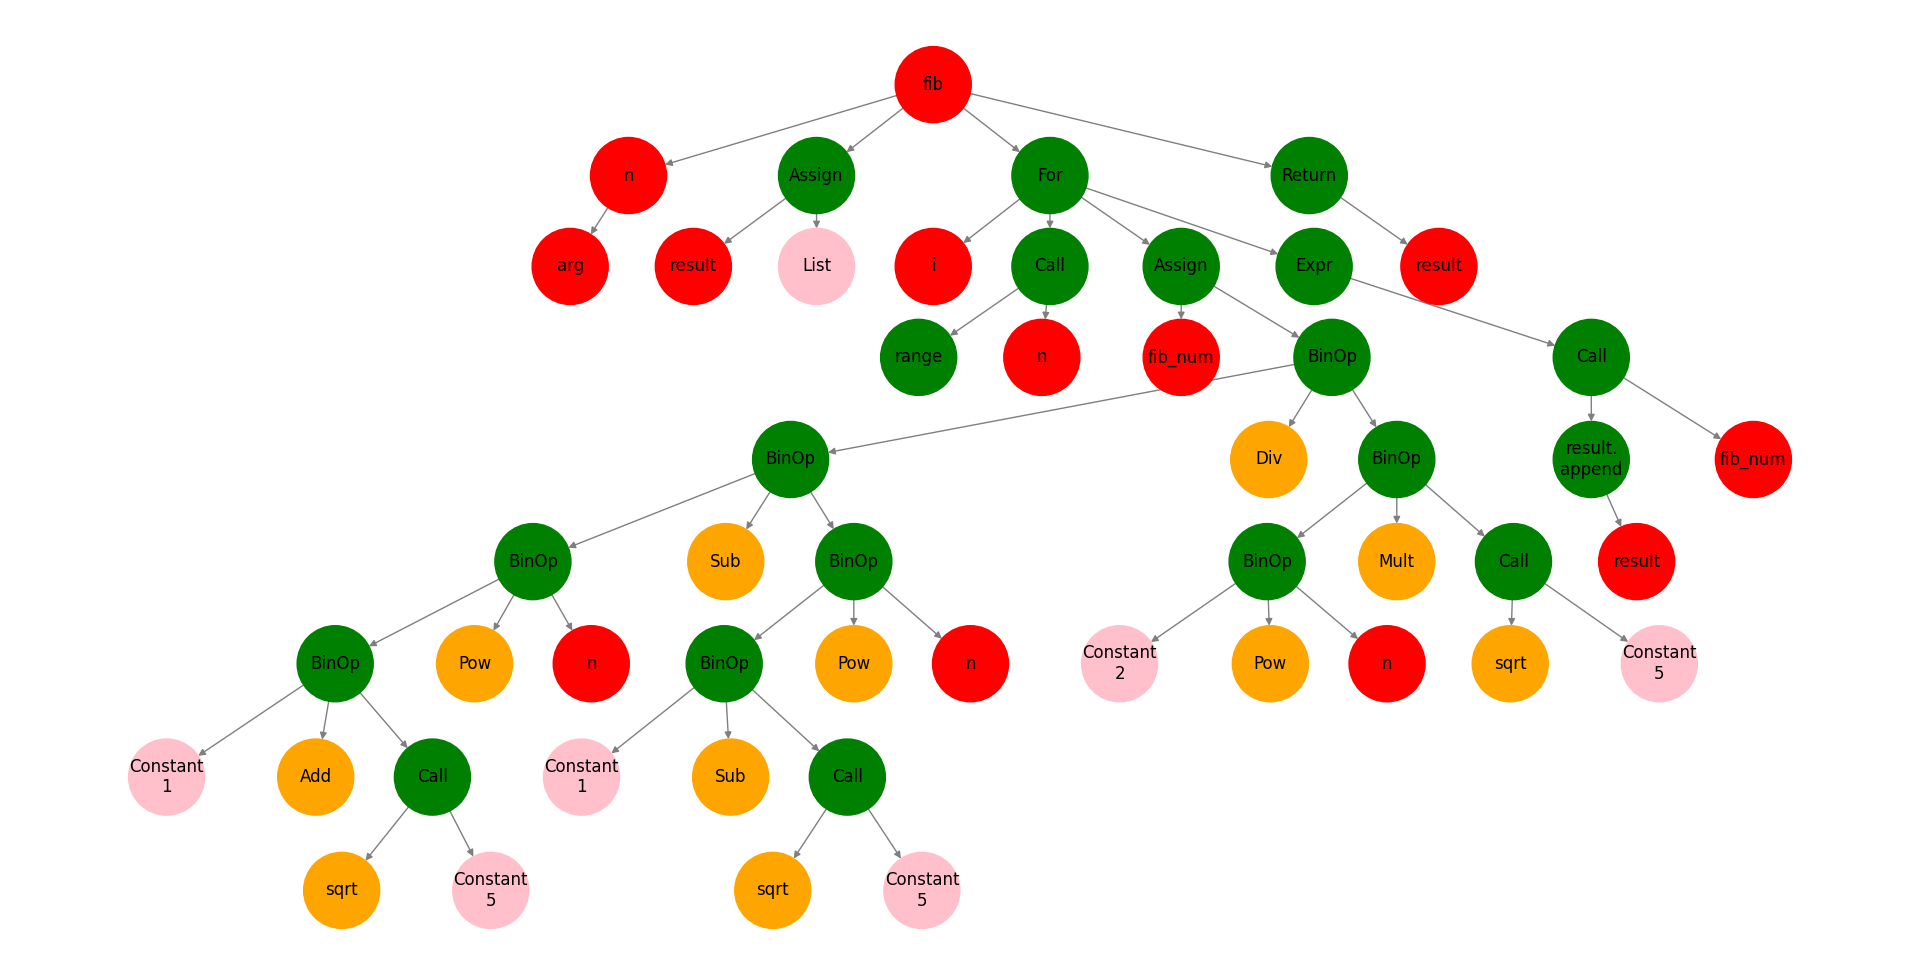 fib
n
Assign
For
Return
arg
result
List
i
Call
Assign
Expr
result
range
n
fib_num
BinOp
Call
BinOp
Div
BinOp
result.
append
fib_num
BinOp
Sub
BinOp
BinOp
Mult
Call
result
BinOp
Pow
n
BinOp
Pow
n
Constant
2
Pow
n
sqrt
Constant
5
Constant
1
Add
Call
Constant
1
Sub
Call
sqrt
Constant
5
sqrt
Constant
5